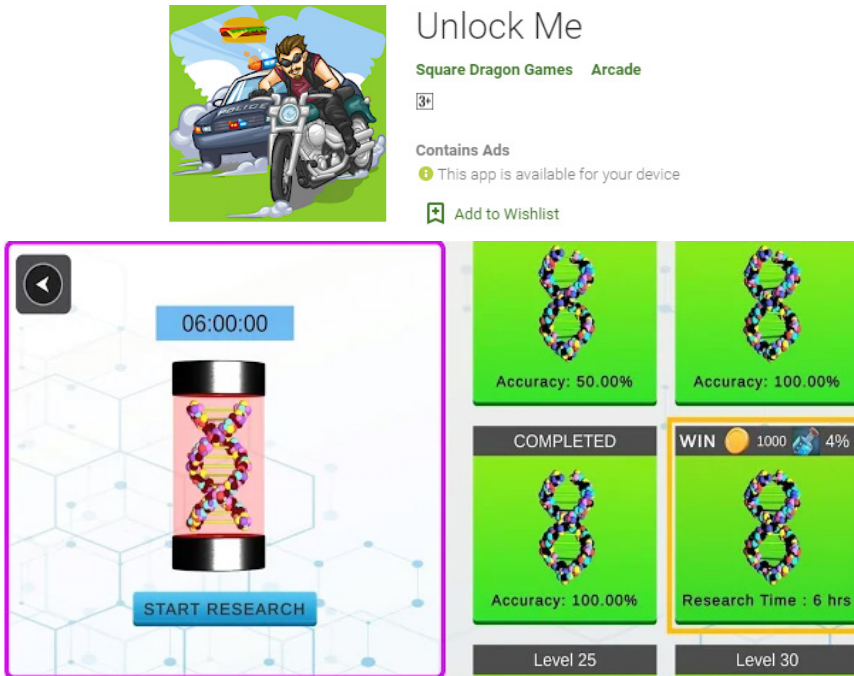 Unlock Me
Square Dragon Games Arcade
3+
Contains Ads
This app is available for your device
Add to Wishlist
POLICE
06:00:00
START RESEARCH
Accuracy: 50.00%
Accuracy: 100.00%
COMPLETED
WIN 1000 4%
Accuracy: 100.00%
Research Time : 6 hrs
Level 25
Level 30